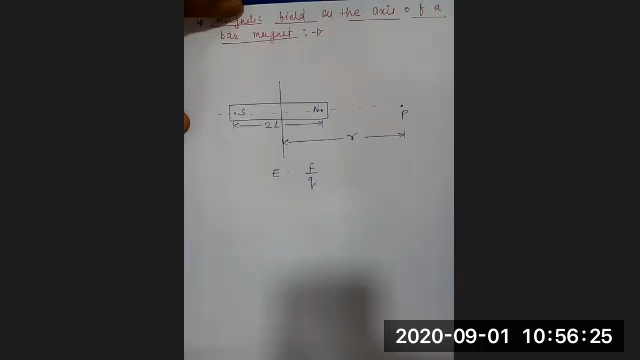 * Magnetic field on the axis of a
bar magnet :-
S N
2l
P
r
E = F/q
2020-09-01 10:56:25